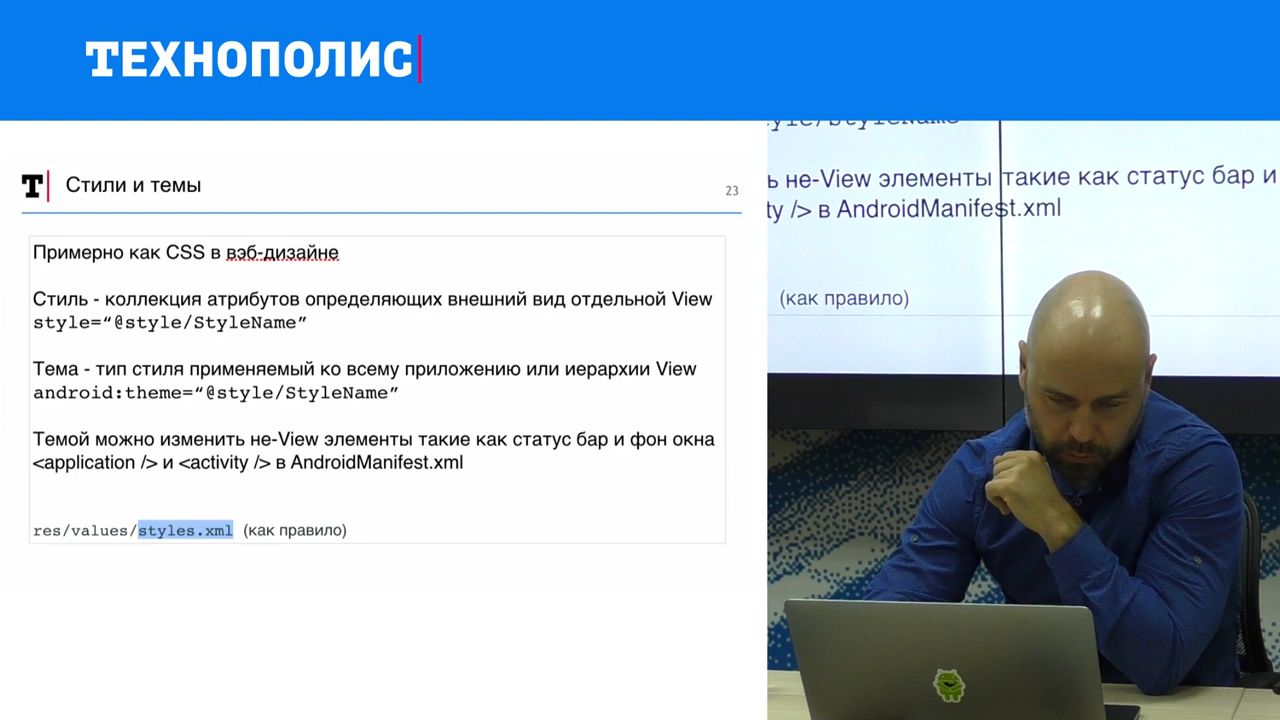 ТЕХНОПОЛИС
T
Стили и темы
23
Примерно как CSS в вэб-дизайне
Стиль - коллекция атрибутов определяющих внешний вид отдельной View
style=“@style/StyleName”
Тема - тип стиля применяемый ко всему приложению или иерархии View
android:theme=“@style/StyleName”
Темой можно изменить не-View элементы такие как статус бар и фон окна
<application /> и <activity /> в AndroidManifest.xml
res/values/styles.xml (как правило)
yle/StyleName
ь не-View элементы такие как статус бар и
ty /> в AndroidManifest.xml
(как правило)